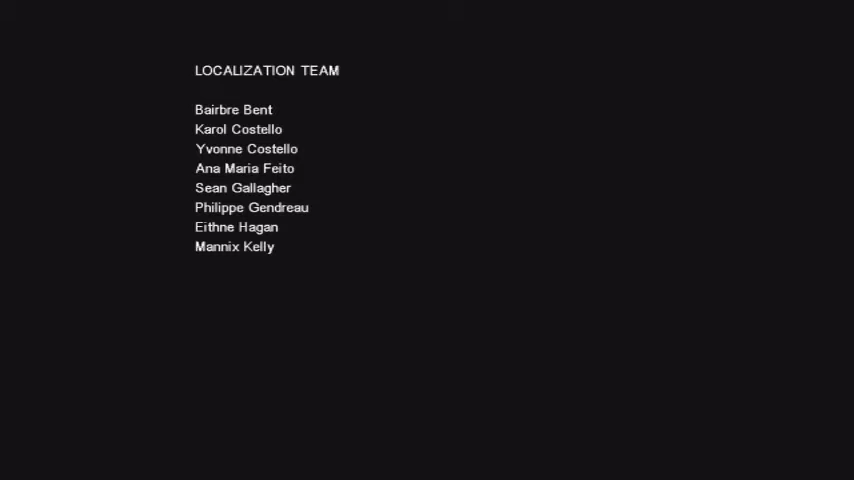 LOCALIZATION TEAM
Bairbre Bent
Karol Costello
Yvonne Costello
Ana Maria Feito
Sean Gallagher
Philippe Gendreau
Eithne Hagan
Mannix Kelly